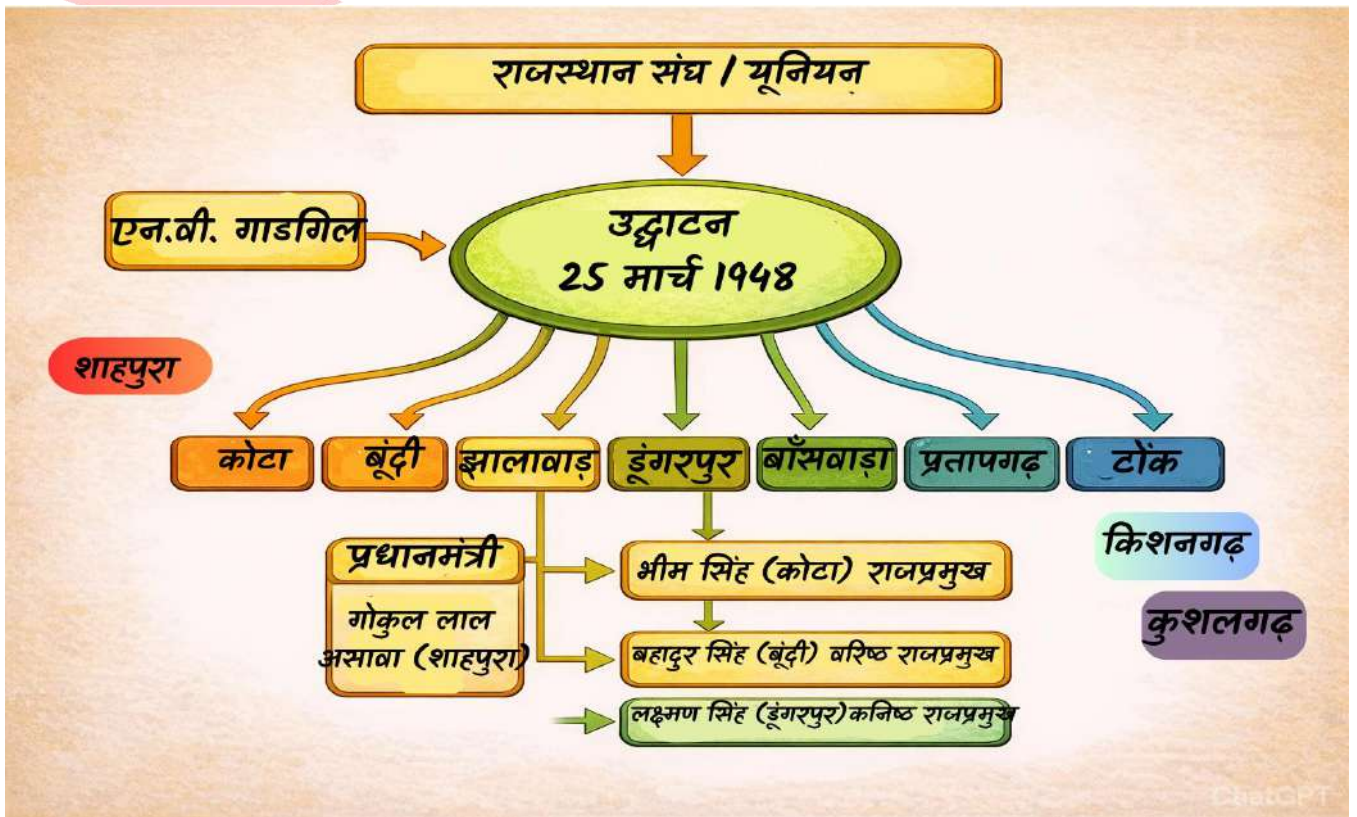 राजस्थान संघ / यूनियन
एन.वी. गाडगिल
उद्घाटन
25 मार्च 1948
शाहपुरा
कोटा
बूंदी
झालावाड़
डूंगरपुर
बाँसवाड़ा
प्रतापगढ़
टोंक
किशनगढ़
कुशलगढ़
प्रधानमंत्री
गोकुल लाल
असावा (शाहपुरा)
भीम सिंह (कोटा) राजप्रमुख
बहादुर सिंह (बूंदी) वरिष्ठ राजप्रमुख
लक्ष्मण सिंह (डूंगरपुर) कनिष्ठ राजप्रमुख
ChatGPT